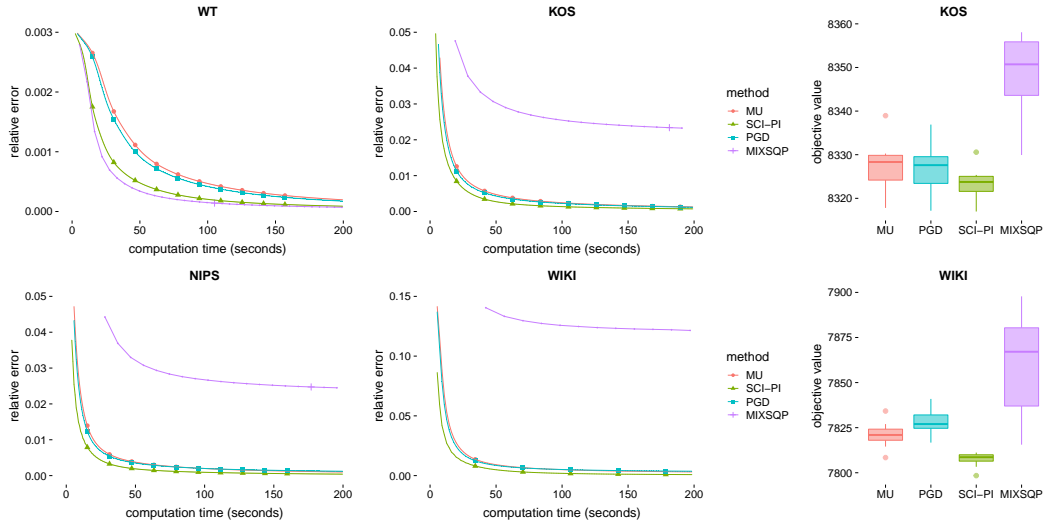 WT
relative error
0.003
0.002
0.001
0.000
0
50
100
150
200
computation time (seconds)
KOS
relative error
0.05
0.04
0.03
0.02
0.01
0.00
0
50
100
150
200
computation time (seconds)
method
MU
SCI−PI
PGD
MIXSQP
KOS
objective value
8360
8350
8340
8330
8320
MU
PGD
SCI−PI
MIXSQP
NIPS
relative error
0.05
0.04
0.03
0.02
0.01
0.00
0
50
100
150
200
computation time (seconds)
WIKI
relative error
0.15
0.10
0.05
0.00
0
50
100
150
200
computation time (seconds)
method
MU
SCI−PI
PGD
MIXSQP
WIKI
objective value
7900
7875
7850
7825
7800
MU
PGD
SCI−PI
MIXSQP